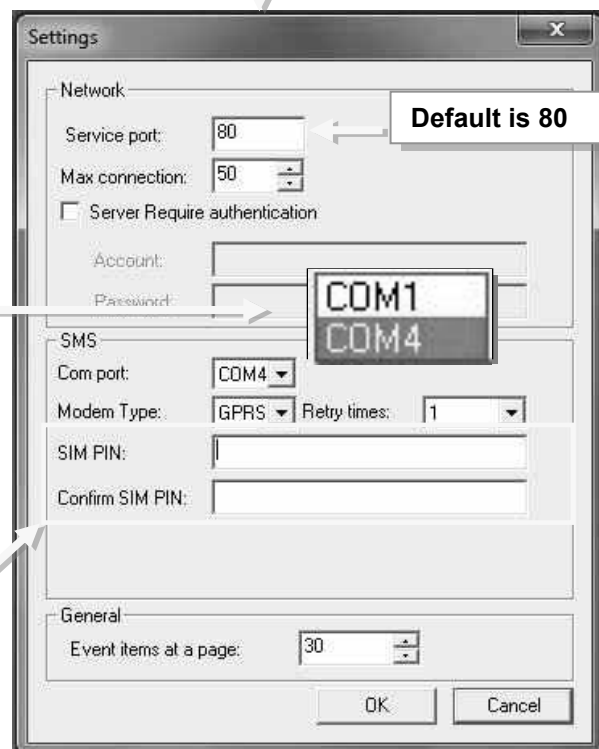 Settings
Network
Default is 80
Service port: 80
Max connection: 50
Server Require authentication
Account:
Password:
COM1
COM4
SMS
Com port: COM4
Modem Type: GPRS Retry times: 1
SIM PIN:
Confirm SIM PIN:
General
Event items at a page: 30
OK Cancel